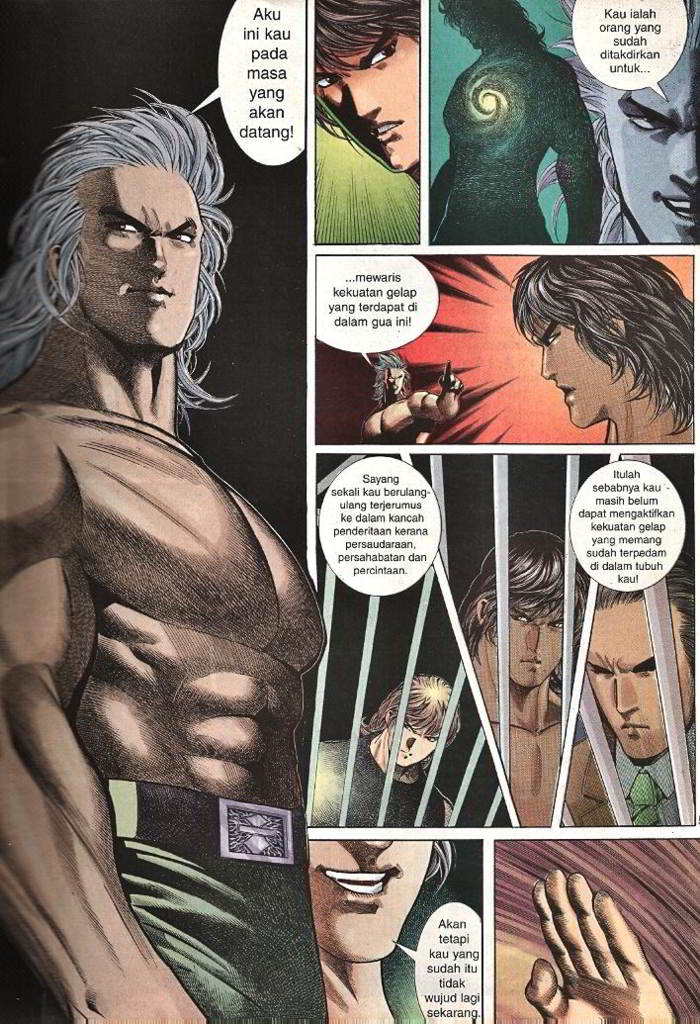 Aku
ini kau
pada
masa
yang
akan
datang!
Kau ialah
orang yang
sudah
ditakdirkan
untuk...
...mewaris
kekuatan gelap
yang terdapat di
dalam gua ini!
Sayang
sekali kau berulang-
ulang terjerumus
ke dalam kancah
penderitaan kerana
persaudaraan,
persahabatan dan
percintaan.
Itulah
sebabnya kau
masih belum
dapat mengaktifkan
kekuatan gelap
yang memang
sudah terpedam
di dalam tubuh
kau!
Akan
tetapi
kau yang
sudah itu
tidak
wujud lagi
sekarang.